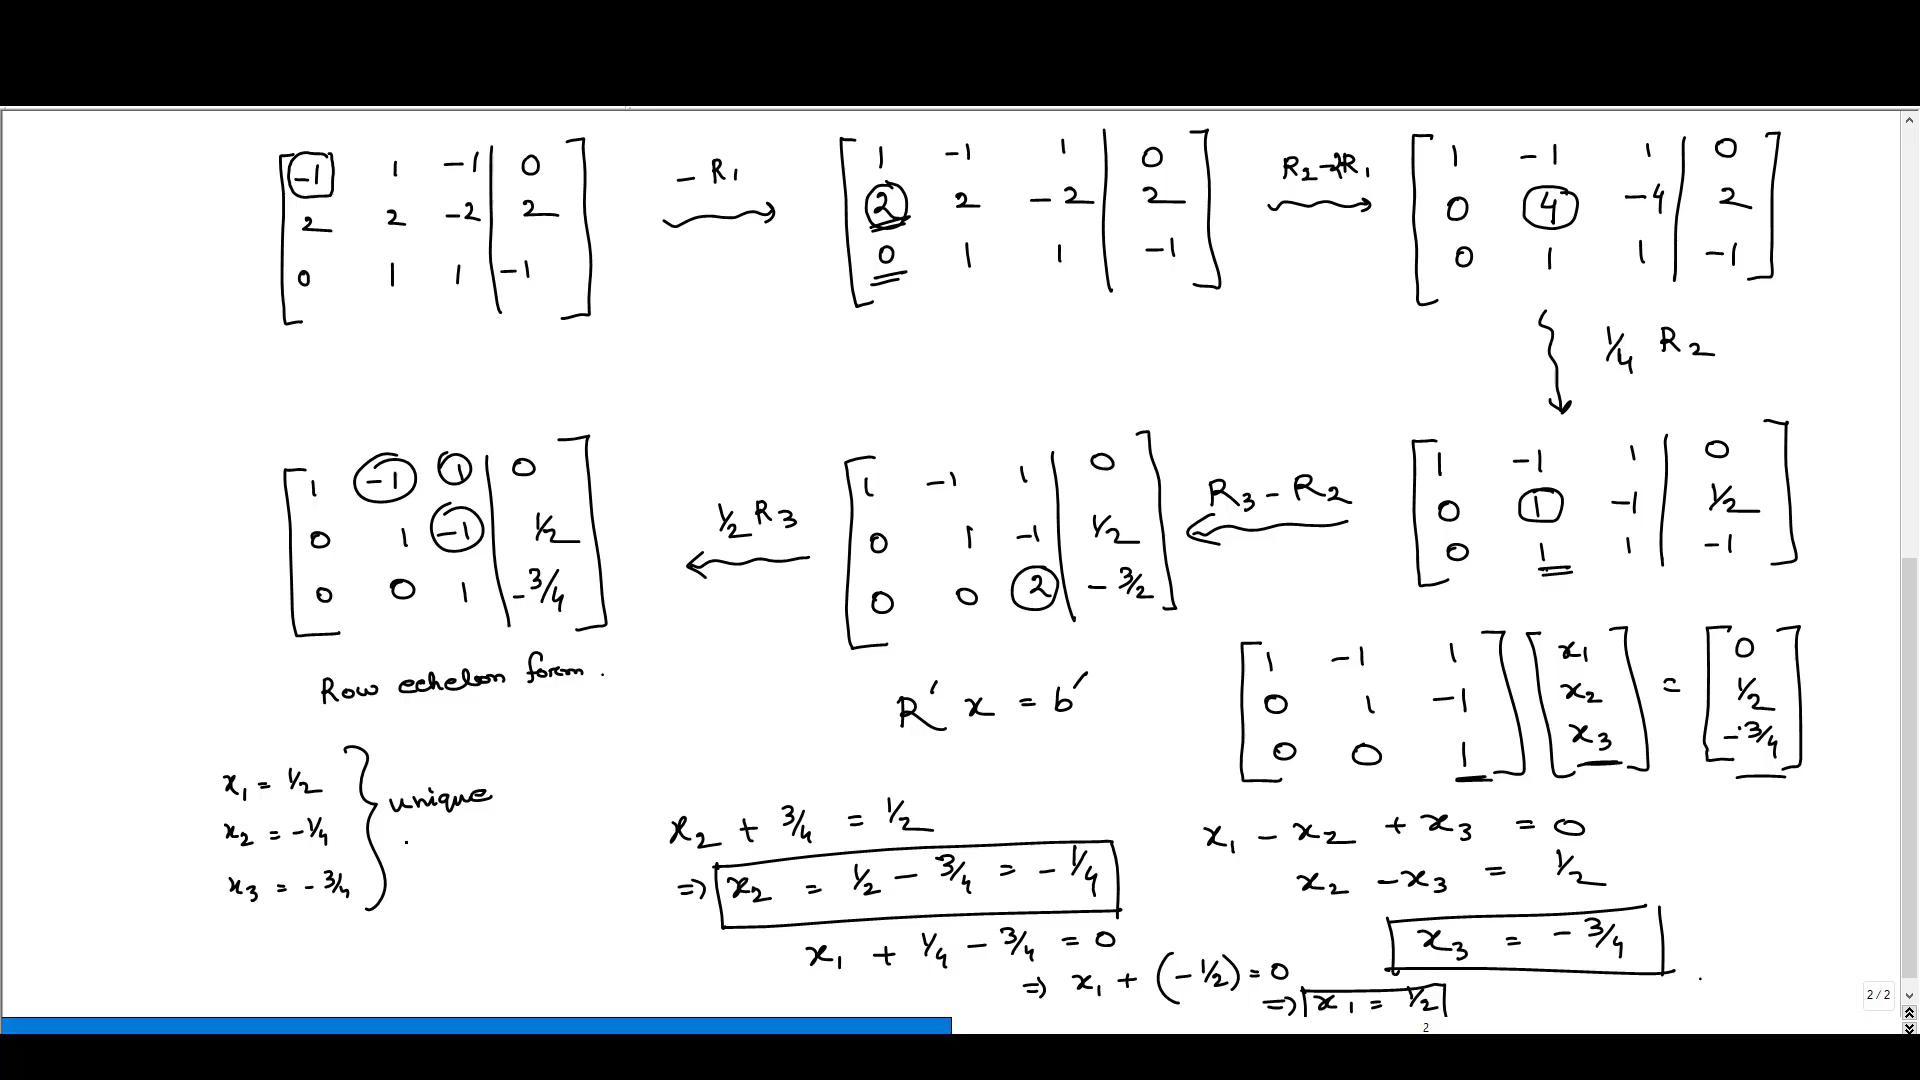 [ -1 1 -1 | 0 ] - R₁ [ 1 -1 1 | 0 ] R₂-2R₁ [ 1 -1 1 | 0 ]
[ 2 2 -2 | 2 ] → [ 2 2 -2 | 2 ] → [ 0 4 -4 | 2 ]
[ 0 1 1 | -1 ] [ 0 1 1 | -1 ] [ 0 1 1 | -1 ]
↓ 1/4 R₂
[ 1 -1 1 | 0 ] 1/2 R₃ [ 1 -1 1 | 0 ] R₃ - R₂ [ 1 -1 1 | 0 ]
[ 0 1 -1 | 1/2 ] ← [ 0 1 -1 | 1/2 ] ← [ 0 1 -1 | 1/2 ]
[ 0 0 1 | -3/4 ] [ 0 0 2 | -3/2 ] [ 0 1 1 | -1 ]
Row echelon form.
R′ x = b′
[ 1 -1 1 ] [ x₁ ] [ 0 ]
[ 0 1 -1 ] [ x₂ ] = [ 1/2 ]
[ 0 0 1 ] [ x₃ ] [ -3/4 ]
x₁ - x₂ + x₃ = 0
x₂ - x₃ = 1/2
x₃ = -3/4
x₂ + 3/4 = 1/2
⇒ x₂ = 1/2 - 3/4 = -1/4
x₁ + 1/4 - 3/4 = 0
⇒ x₁ + (-1/2) = 0
⇒ x₁ = 1/2
x₁ = 1/2
x₂ = -1/4 } unique
x₃ = -3/4
2 / 2
2